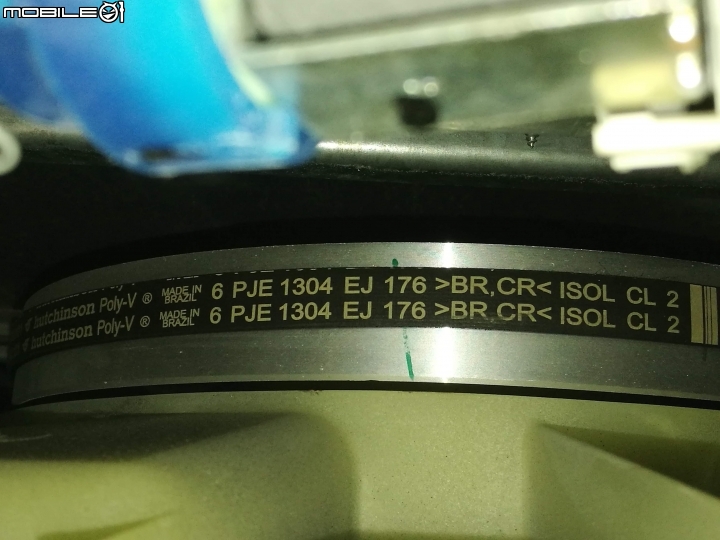 MOBILE01
hutchinson Poly-V ® MADE IN BRAZIL 6 PJE 1304 EJ 176 >BR,CR< ISOL CL 2
hutchinson Poly-V ® MADE IN BRAZIL 6 PJE 1304 EJ 176 >BR,CR< ISOL CL 2